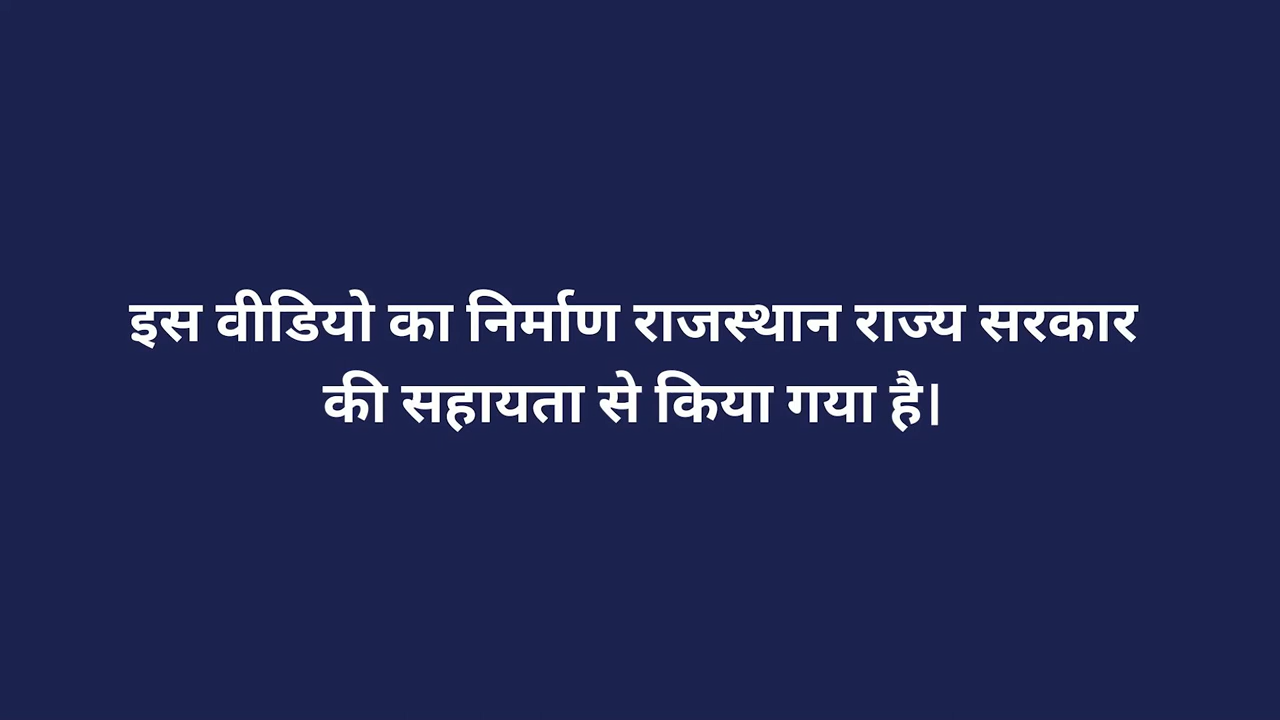 इस वीडियो का निर्माण राजस्थान राज्य सरकार
की सहायता से किया गया है।